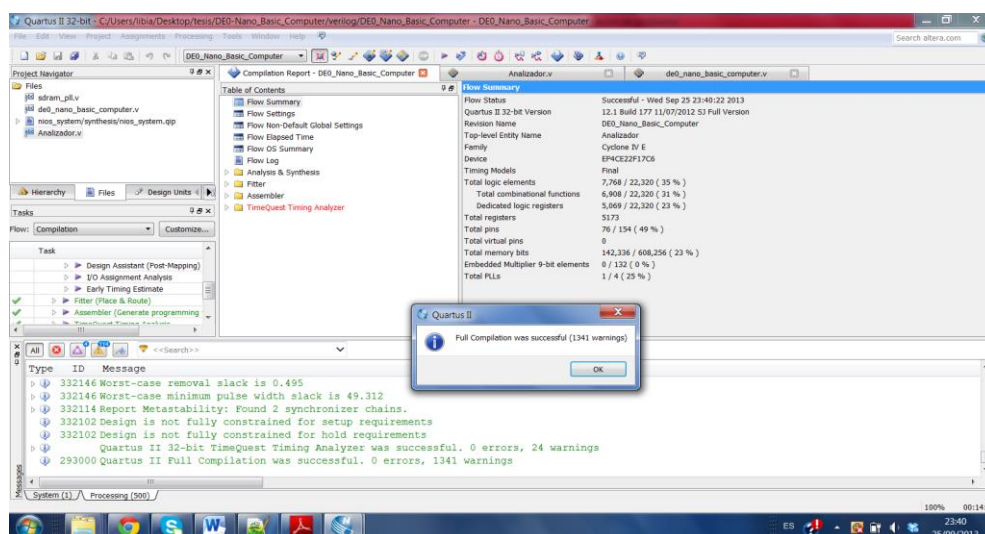 Quartus II 32-bit - C:/Users/libia/Desktop/tesis/DE0-Nano_Basic_Computer/verilog/DE0_Nano_Basic_Computer - DE0_Nano_Basic_Computer
File Edit View Project Assignments Processing Tools Window Help
Search altera.com
DE0_Nano_Basic_Computer
Project Navigator
Files
sdram_pll.v
de0_nano_basic_computer.v
nios_system/synthesis/nios_system.qip
Analizador.v
Hierarchy Files Design Units
Tasks
Flow: Compilation Customize...
Task
Design Assistant (Post-Mapping)
I/O Assignment Analysis
Early Timing Estimate
Fitter (Place & Route)
Assembler (Generate programming
TimeQuest Timing Analysis
Compilation Report - DE0_Nano_Basic_Computer
Analizador.v
de0_nano_basic_computer.v
Table of Contents
Flow Summary
Flow Settings
Flow Non-Default Global Settings
Flow Elapsed Time
Flow OS Summary
Flow Log
Analysis & Synthesis
Fitter
Assembler
TimeQuest Timing Analyzer
Flow Summary
Flow Status Successful - Wed Sep 25 23:40:22 2013
Quartus II 32-bit Version 12.1 Build 177 11/07/2012 SJ Full Version
Revision Name DE0_Nano_Basic_Computer
Top-level Entity Name Analizador
Family Cyclone IV E
Device EP4CE22F17C6
Timing Models Final
Total logic elements 7,768 / 22,320 ( 35 % )
Total combinational functions 6,908 / 22,320 ( 31 % )
Dedicated logic registers 5,069 / 22,320 ( 23 % )
Total registers 5173
Total pins 76 / 154 ( 49 % )
Total virtual pins 0
Total memory bits 142,336 / 608,256 ( 23 % )
Embedded Multiplier 9-bit elements 0 / 132 ( 0 % )
Total PLLs 1 / 4 ( 25 % )
Quartus II
Full Compilation was successful (1341 warnings)
OK
All <<Search>>
Type ID Message
332146 Worst-case removal slack is 0.495
332146 Worst-case minimum pulse width slack is 49.312
332114 Report Metastability: Found 2 synchronizer chains.
332102 Design is not fully constrained for setup requirements
332102 Design is not fully constrained for hold requirements
Quartus II 32-bit TimeQuest Timing Analyzer was successful. 0 errors, 24 warnings
293000 Quartus II Full Compilation was successful. 0 errors, 1341 warnings
Messages
System (1) Processing (500)
100% 00:14:
ES
23:40
25/09/2013